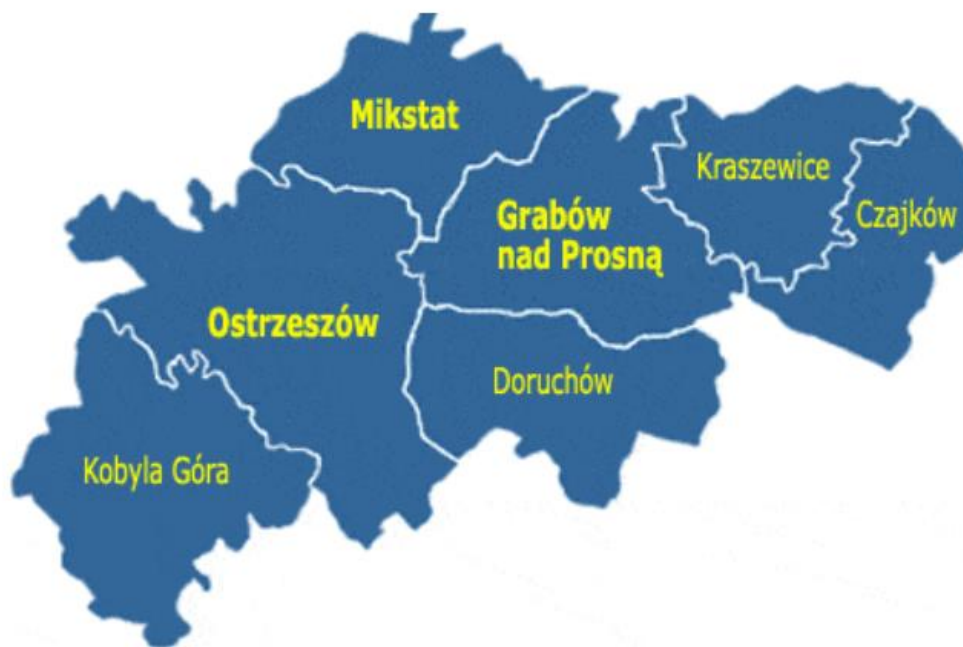 Mikstat
Kraszewice
Grabów
nad Prosną
Czajków
Ostrzeszów
Doruchów
Kobyla Góra